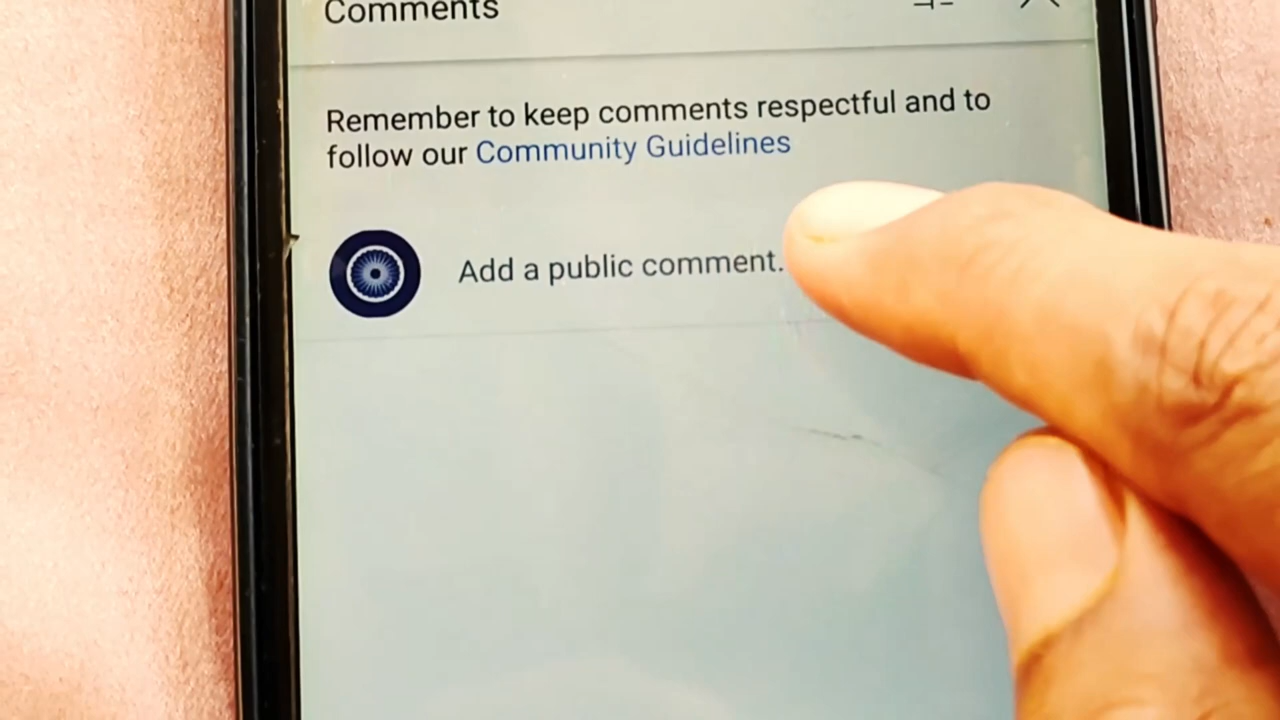 Comments
Remember to keep comments respectful and to
follow our Community Guidelines
Add a public comment.